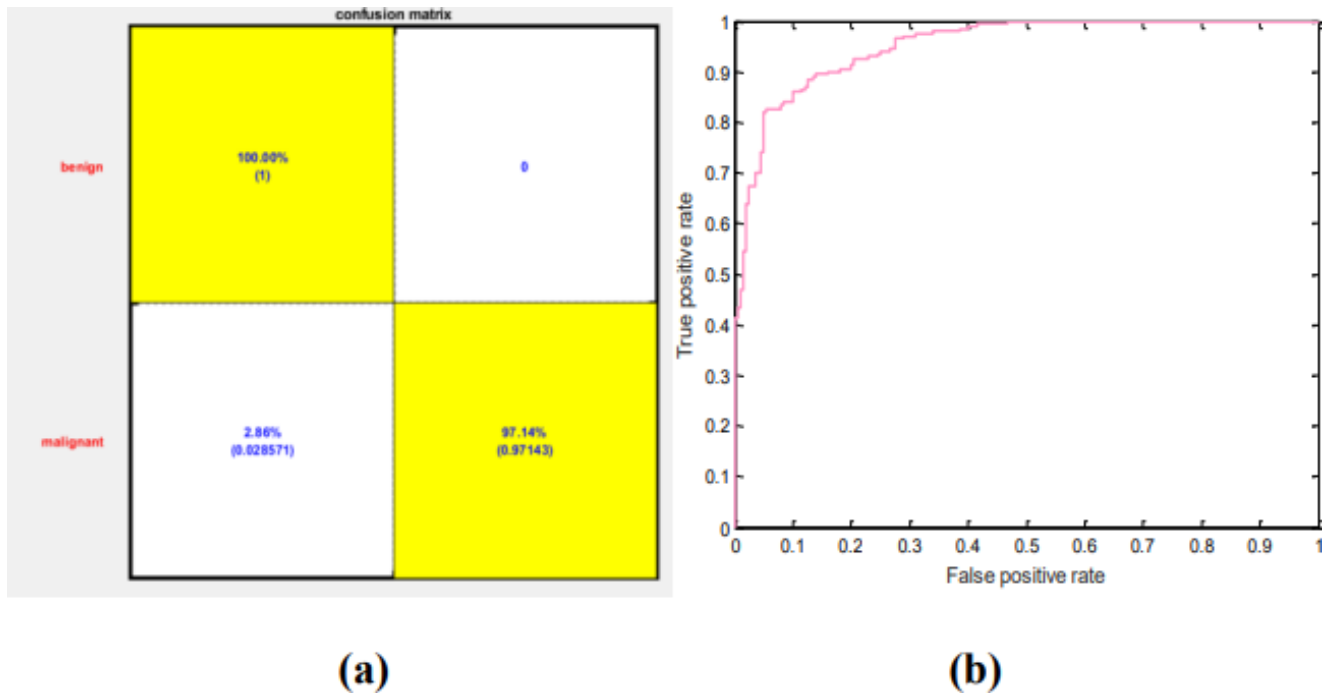 confusion matrix
benign
100.00%
(1)
0
malignant
2.86%
(0.028571)
97.14%
(0.97143)
True positive rate
1
0.9
0.8
0.7
0.6
0.5
0.4
0.3
0.2
0.1
0
0 0.1 0.2 0.3 0.4 0.5 0.6 0.7 0.8 0.9 1
False positive rate
(a)
(b)